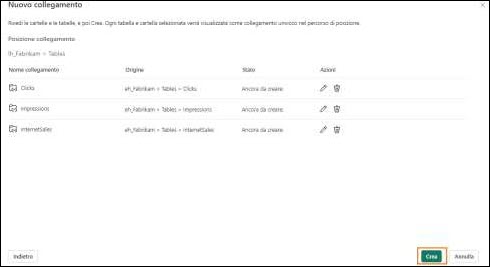 Nuovo collegamento
Rivedi le cartelle e le tabelle, e poi Crea. Ogni tabella e cartella selezionata verrà visualizzata come collegamento univoco nel percorso di posizione.
Posizione collegamento
lh_Fabrikam > Tables
Nome collegamento Origine Stato Azioni
Clicks eh_Fabrikam > Tables > Clicks Ancora da creare
Impressions eh_Fabrikam > Tables > Impressions Ancora da creare
InternetSales eh_Fabrikam > Tables > InternetSales Ancora da creare
Indietro Crea Annulla